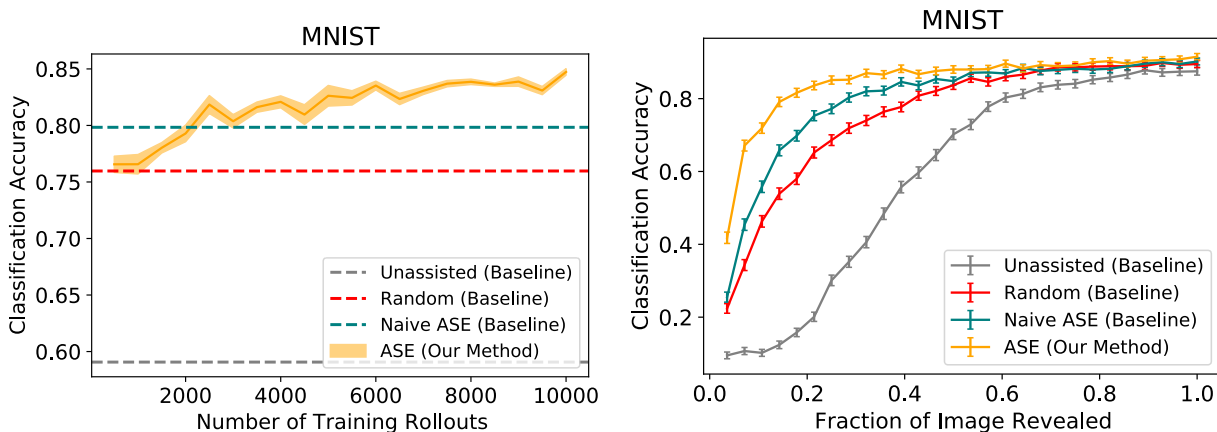 MNIST
Classification Accuracy
0.85
0.80
0.75
0.70
0.65
0.60
Unassisted (Baseline)
Random (Baseline)
Naive ASE (Baseline)
ASE (Our Method)
2000 4000 6000 8000 10000
Number of Training Rollouts
MNIST
Classification Accuracy
0.8
0.6
0.4
0.2
Unassisted (Baseline)
Random (Baseline)
Naive ASE (Baseline)
ASE (Our Method)
0.0 0.2 0.4 0.6 0.8 1.0
Fraction of Image Revealed